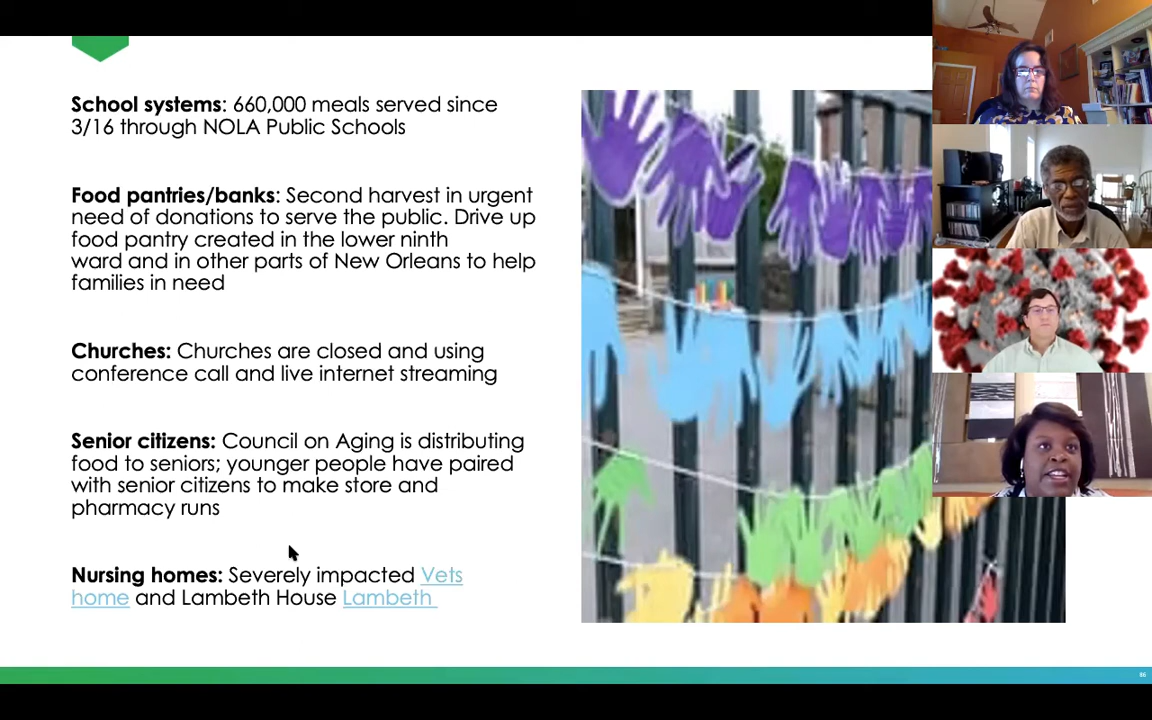 School systems: 660,000 meals served since
3/16 through NOLA Public Schools
Food pantries/banks: Second harvest in urgent
need of donations to serve the public. Drive up
food pantry created in the lower ninth
ward and in other parts of New Orleans to help
families in need
Churches: Churches are closed and using
conference call and live internet streaming
Senior citizens: Council on Aging is distributing
food to seniors; younger people have paired
with senior citizens to make store and
pharmacy runs
Nursing homes: Severely impacted Vets
home and Lambeth House Lambeth
86